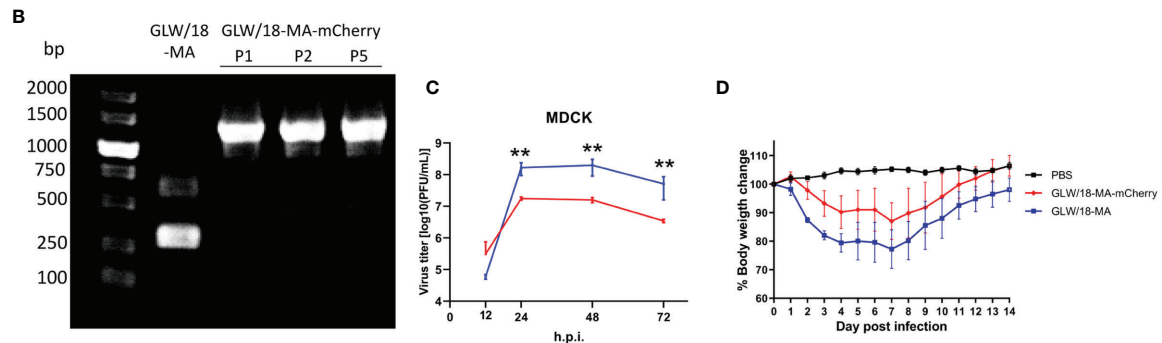 B
GLW/18
-MA
GLW/18-MA-mCherry
P1 P2 P5
bp
2000
1500
1000
750
500
250
100
C
MDCK
Virus titer [log10(PFU/mL)]
9
8
7
6
5
4
** ** **
0 12 24 48 72
h.p.i.
D
% Body weigth change
110
100
90
80
70
60
0 1 2 3 4 5 6 7 8 9 10 11 12 13 14
Day post infection
PBS
GLW/18-MA-mCherry
GLW/18-MA